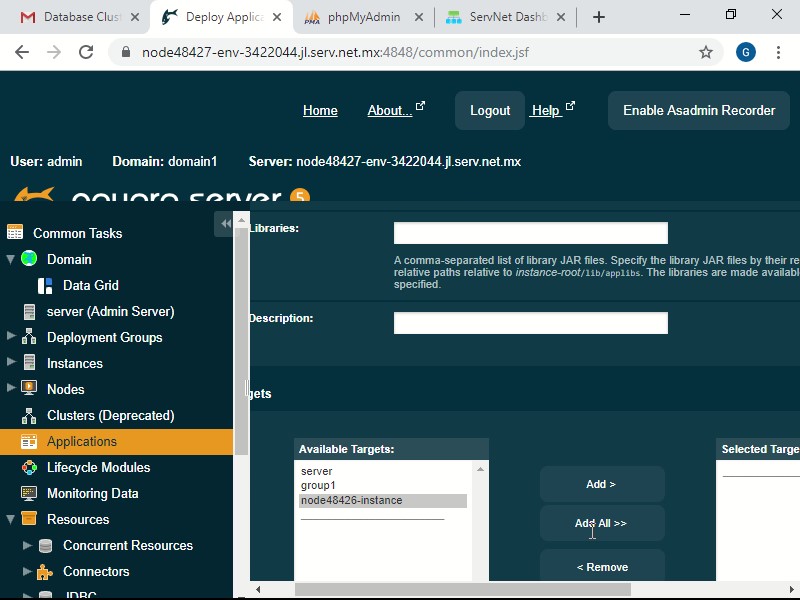 Database Clust
Deploy Applica
phpMyAdmin
ServNet Dashb
node48427-env-3422044.jl.serv.net.mx:4848/common/index.jsf
G
Home
About...
Logout
Help
Enable Asadmin Recorder
User: admin
Domain: domain1
Server: node48427-env-3422044.jl.serv.net.mx
payara server 5
Common Tasks
Domain
Data Grid
server (Admin Server)
Deployment Groups
Instances
Nodes
Clusters (Deprecated)
Applications
Lifecycle Modules
Monitoring Data
Resources
Concurrent Resources
Connectors
JDBC
Libraries:
A comma-separated list of library JAR files. Specify the library JAR files by their re
relative paths relative to instance-root/lib/applibs. The libraries are made availabl
specified.
Description:
gets
Available Targets:
server
group1
node48426-instance
Add >
Add All >>
< Remove
Selected Targe